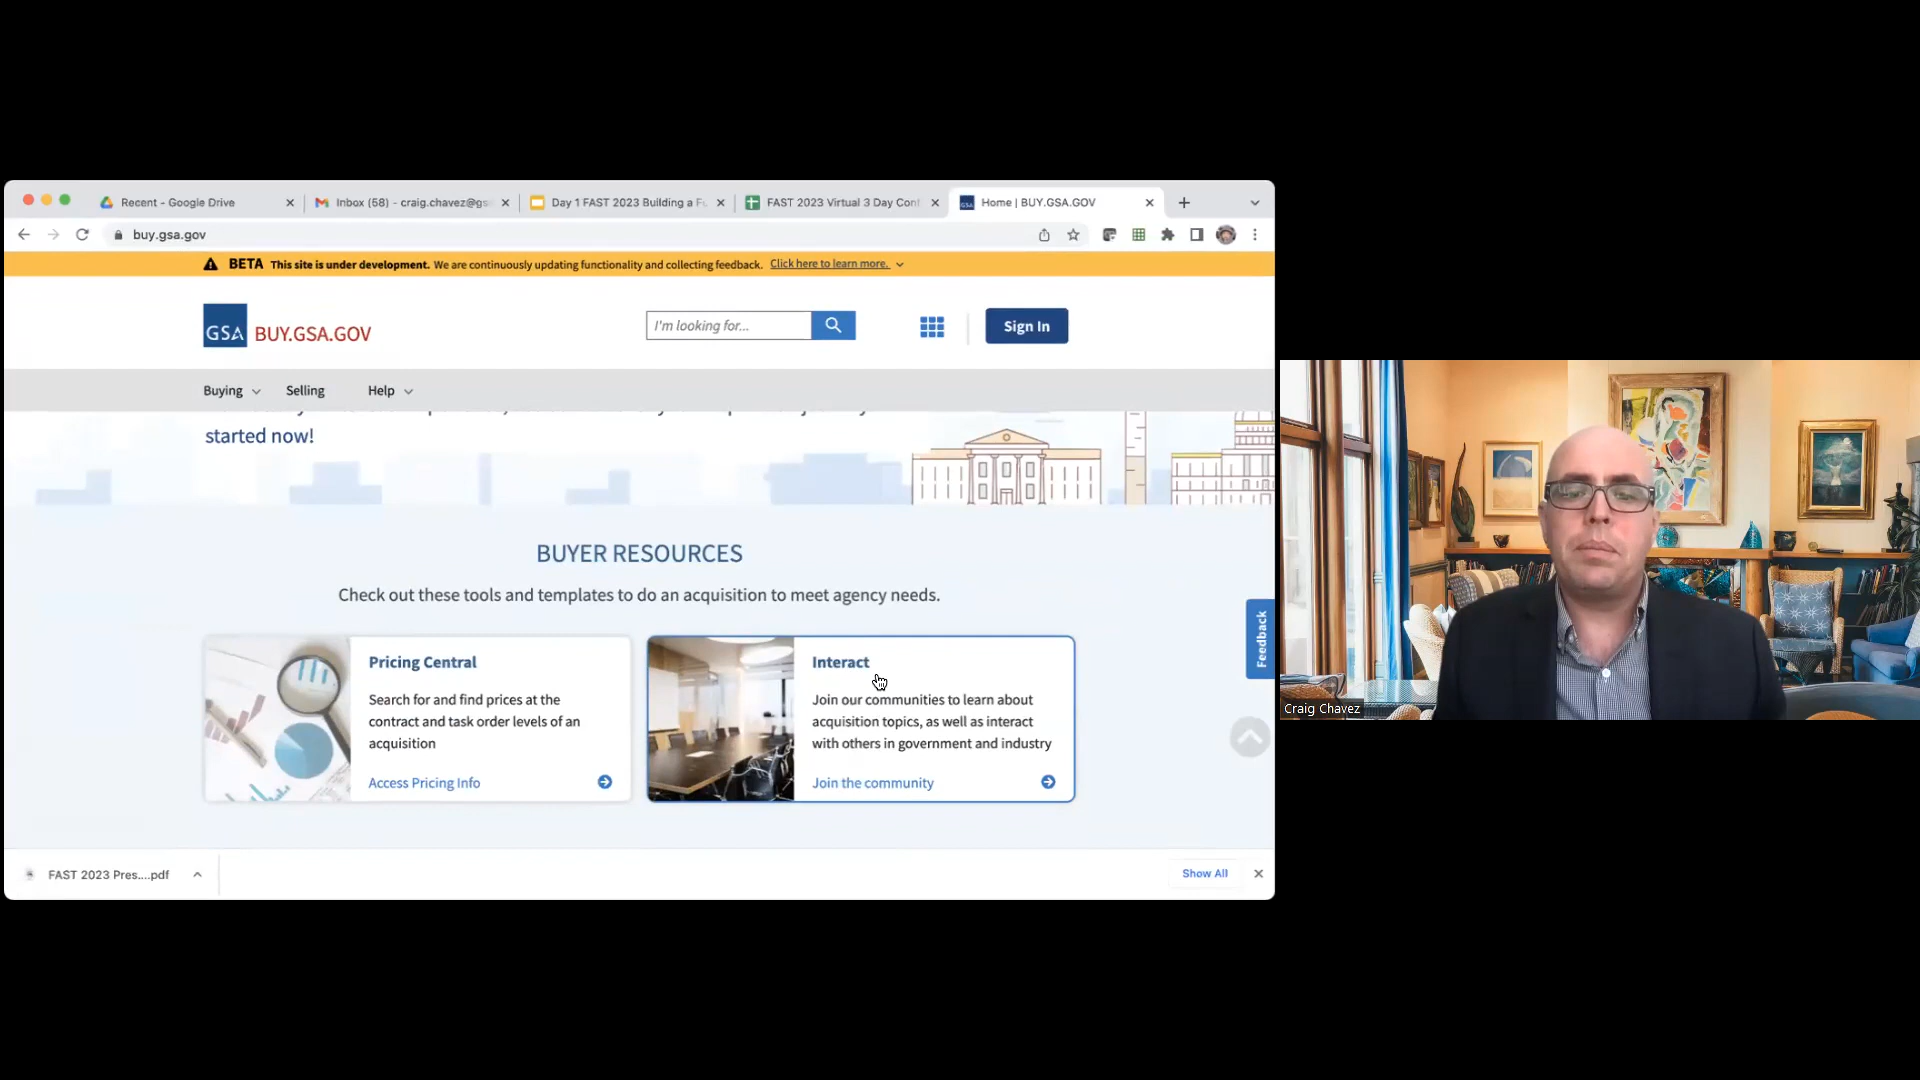 Recent - Google Drive
Inbox (58) - craig.chavez@gs
Day 1 FAST 2023 Building a Fu
FAST 2023 Virtual 3 Day Conf
Home | BUY.GSA.GOV
buy.gsa.gov
BETA This site is under development. We are continuously updating functionality and collecting feedback. Click here to learn more.
GSA BUY.GSA.GOV
I'm looking for...
Sign In
Buying
Selling
Help
started now!
BUYER RESOURCES
Check out these tools and templates to do an acquisition to meet agency needs.
Feedback
Pricing Central
Search for and find prices at the
contract and task order levels of an
acquisition
Access Pricing Info
Interact
Join our communities to learn about
acquisition topics, as well as interact
with others in government and industry
Join the community
Craig Chavez
FAST 2023 Pres....pdf
Show All